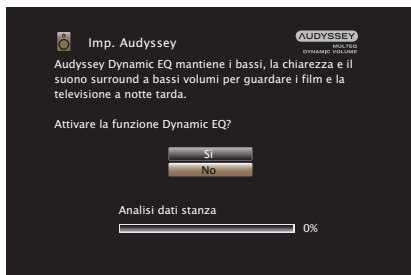 Imp. Audyssey
AUDYSSEY
MULTEQ
DYNAMIC VOLUME
Audyssey Dynamic EQ mantiene i bassi, la chiarezza e il
suono surround a bassi volumi per guardare i film e la
televisione a notte tarda.
Attivare la funzione Dynamic EQ?
Sì
No
Analisi dati stanza
0%